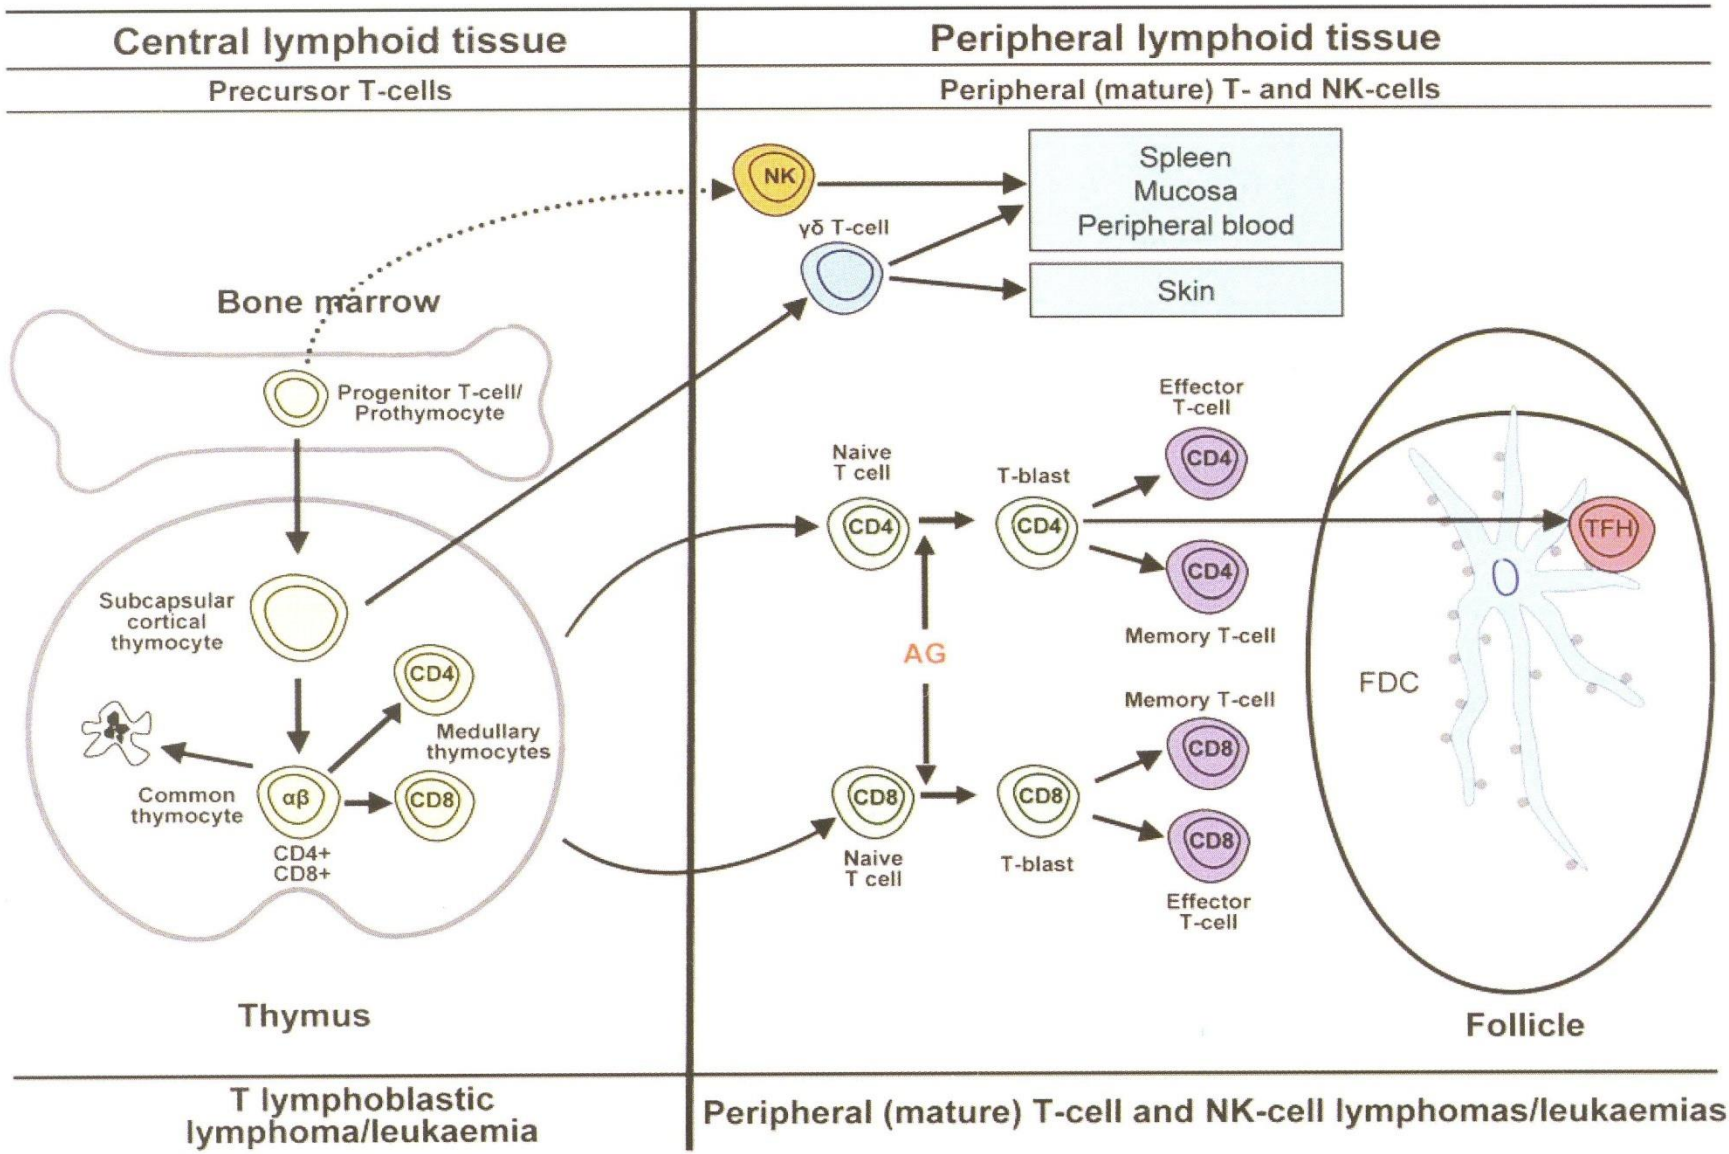 Central lymphoid tissue
Peripheral lymphoid tissue
Precursor T-cells
Peripheral (mature) T- and NK-cells
NK
Spleen
Mucosa
Peripheral blood
γδ T-cell
Skin
Bone marrow
Progenitor T-cell/
Prothymocyte
Effector
T-cell
CD4
Naive
T cell
CD4
T-blast
CD4
TFH
CD4
Memory T-cell
Subcapsular
cortical
thymocyte
AG
CD4
FDC
Medullary
thymocytes
Memory T-cell
CD8
Common
thymocyte
αβ
CD8
CD8
CD8
CD8
CD4+
CD8+
Naive
T cell
T-blast
Effector
T-cell
Thymus
Follicle
T lymphoblastic
lymphoma/leukaemia
Peripheral (mature) T-cell and NK-cell lymphomas/leukaemias